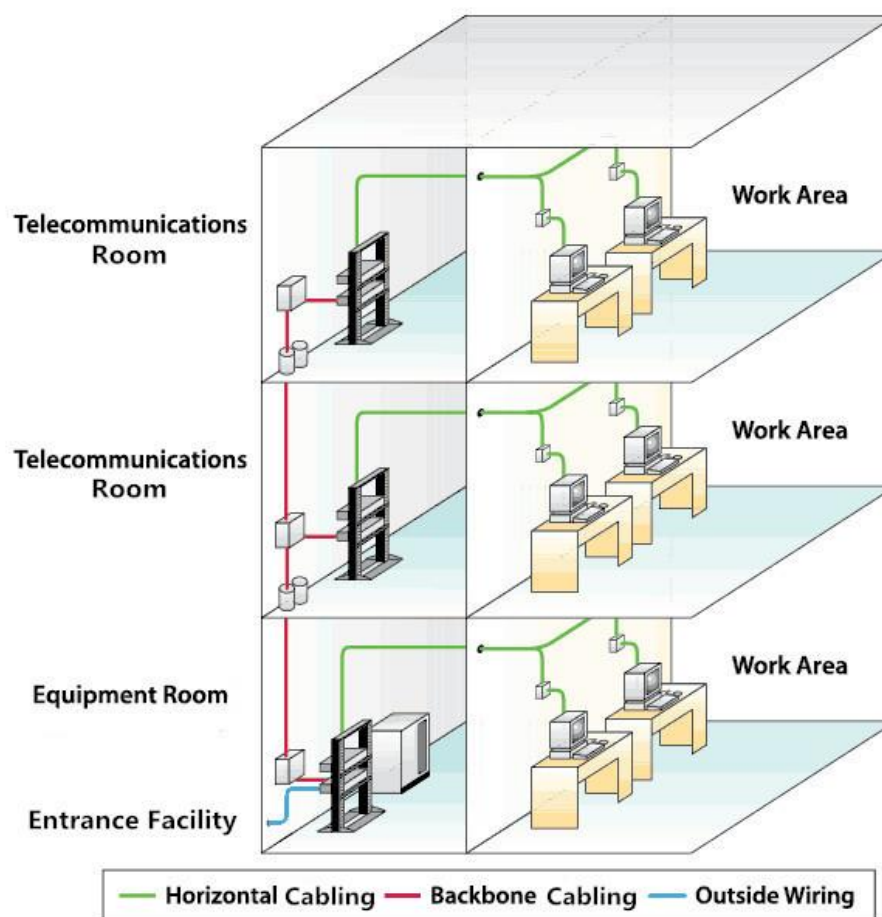 Telecommunications
Room
Work Area
Telecommunications
Room
Work Area
Equipment Room
Work Area
Entrance Facility
Horizontal Cabling
Backbone Cabling
Outside Wiring